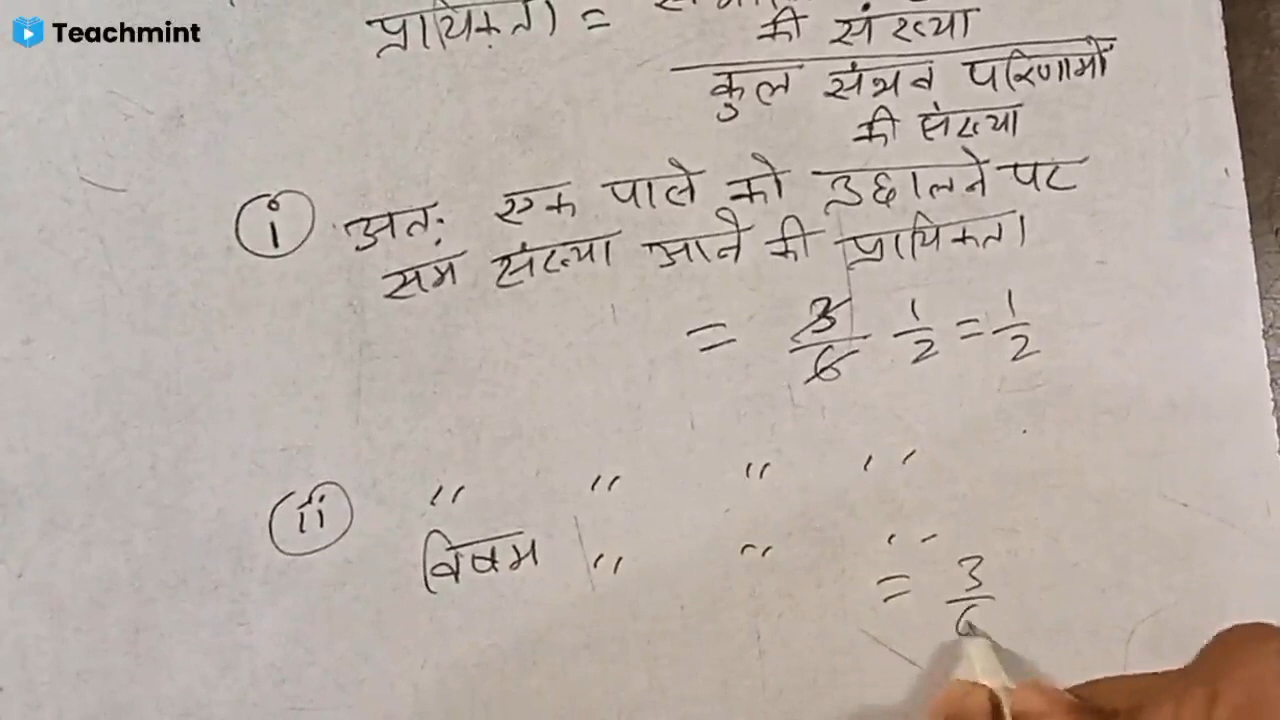 Teachmint
प्रायिकता =
की संख्या
कुल संभव परिणामों
की संख्या
i अतः एक पासे को उछालने पर
सम संख्या आने की प्रायिकता
= 3/6 1/2 = 1/2
ii " " " "
विषम " " "
= 3/6